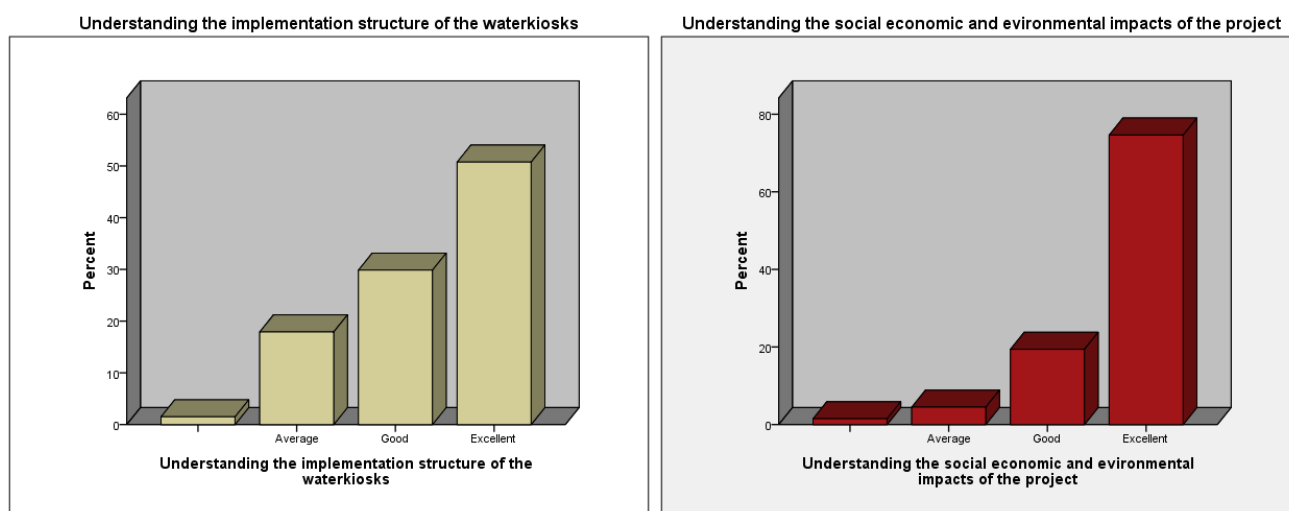 Understanding the implementation structure of the waterkiosks
60
50
40
30
20
10
0
Percent
Average
Good
Excellent
Understanding the implementation structure of the
waterkiosks
Understanding the social economic and evironmental impacts of the project
80
60
40
20
0
Percent
Average
Good
Excellent
Understanding the social economic and evironmental
impacts of the project